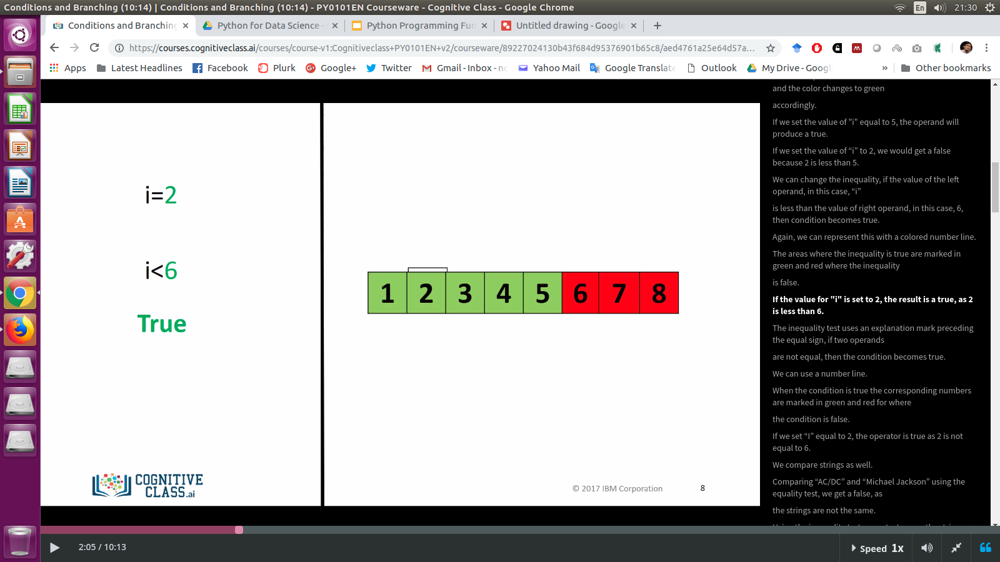 Conditions and Branching (10:14) | Conditions and Branching (10:14) - PY0101EN Courseware - Cognitive Class - Google Chrome
En
21:30
Conditions and Branching
Python for Data Science -
Python Programming Fun
Untitled drawing - Google
https://courses.cognitiveclass.ai/courses/course-v1:Cognitiveclass+PY0101EN+v2/courseware/89227024130b43f684d95376901b65c8/aed4761a25e64d57a...
Apps
Latest Headlines
Facebook
Plurk
Google+
Twitter
Gmail - Inbox - no
Yahoo Mail
Google Translate
Outlook
My Drive - Googl
»
Other bookmarks
i=2
i<6
True
1 2 3 4 5 6 7 8
COGNITIVE
CLASS.ai
© 2017 IBM Corporation
8
and the color changes to green
accordingly.
If we set the value of "i" equal to 5, the operand will
produce a true.
If we set the value of “i” to 2, we would get a false
because 2 is less than 5.
We can change the inequality, if the value of the left
operand, in this case, “i”
is less than the value of right operand, in this case, 6,
then condition becomes true.
Again, we can represent this with a colored number line.
The areas where the inequality is true are marked in
green and red where the inequality
is false.
If the value for "i" is set to 2, the result is a true, as 2
is less than 6.
The inequality test uses an explanation mark preceding
the equal sign, if two operands
are not equal, then the condition becomes true.
We can use a number line.
When the condition is true the corresponding numbers
are marked in green and red for where
the condition is false.
If we set “I” equal to 2, the operator is true as 2 is not
equal to 6.
We compare strings as well.
Comparing “AC/DC” and “Michael Jackson” using the
equality test, we get a false, as
the strings are not the same.
2:05 / 10:13
Speed 1x